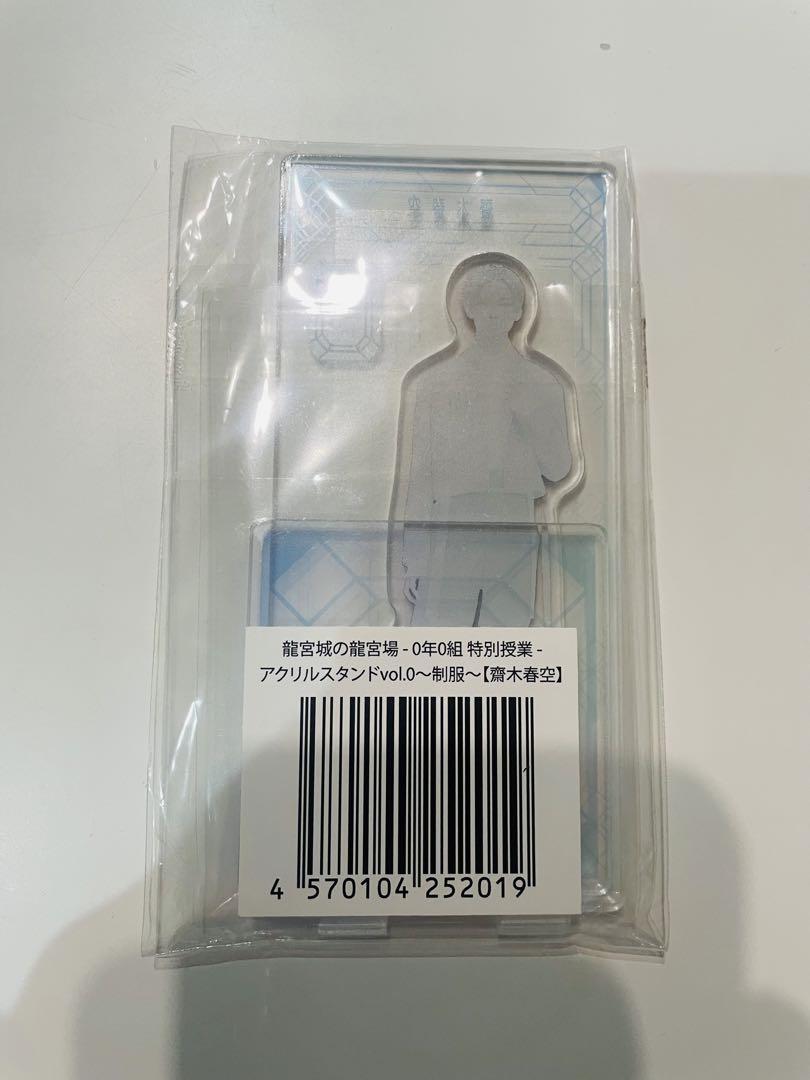 龍宮城の龍宮場 - 0年0組 特別授業 -
アクリルスタンドvol.0～制服～【齋木春空】
4 570104 252019